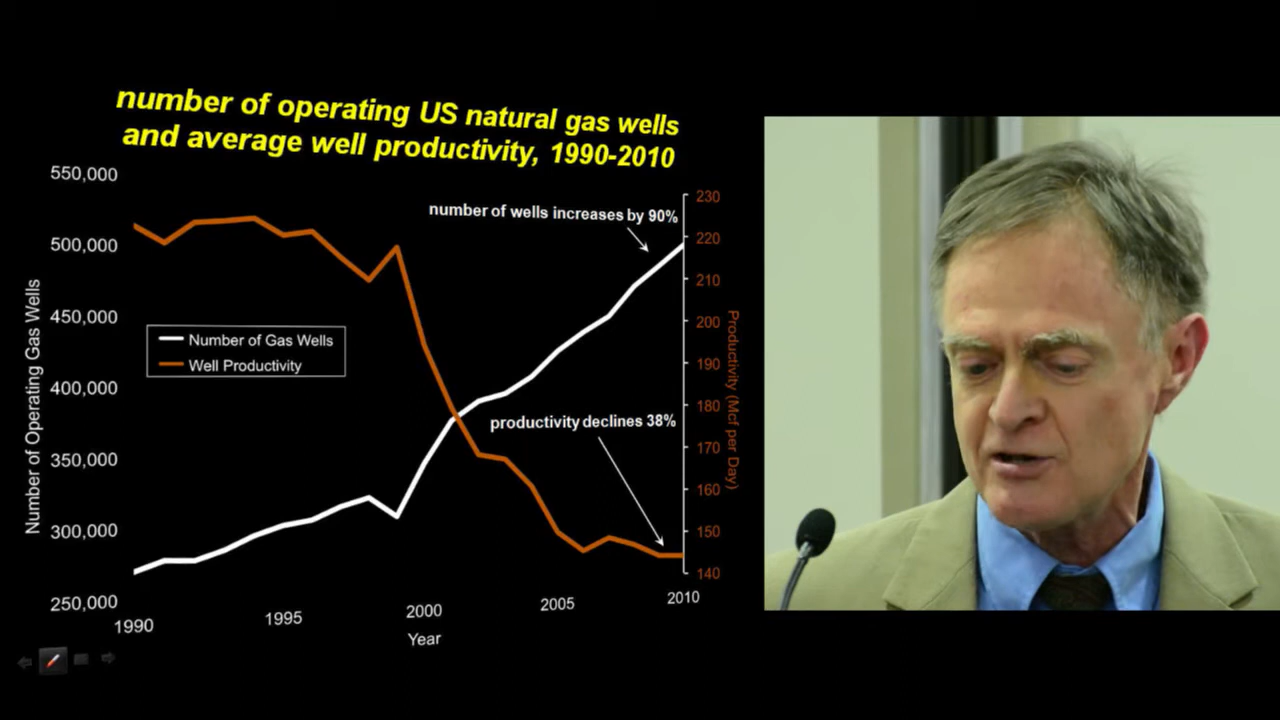 number of operating US natural gas wells
and average well productivity, 1990-2010
550,000
500,000
450,000
400,000
350,000
300,000
250,000
Number of Operating Gas Wells
number of wells increases by 90%
Number of Gas Wells
Well Productivity
productivity declines 38%
230
220
210
200
190
180
170
160
150
140
Productivity (Mcf per Day)
1990
1995
2000
2005
2010
Year